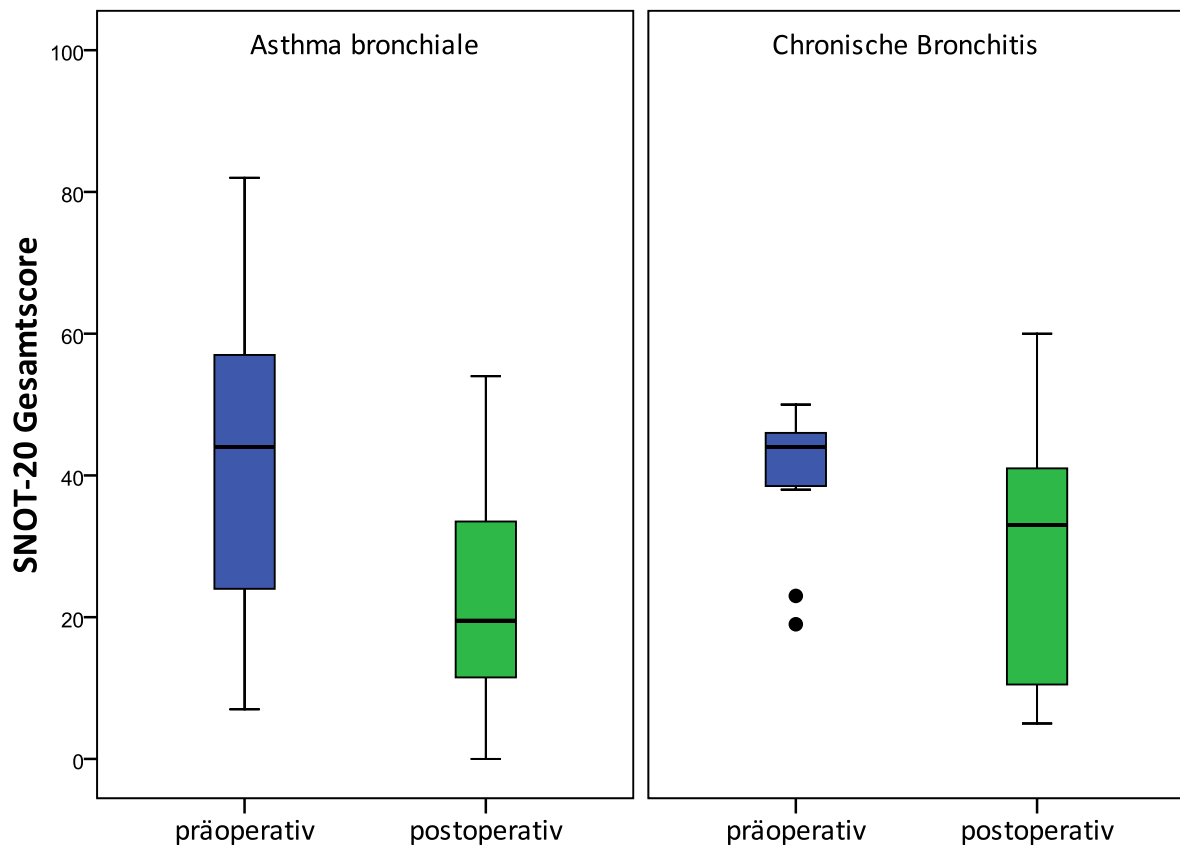 Asthma bronchiale
Chronische Bronchitis
SNOT-20 Gesamtscore
100
80
60
40
20
0
präoperativ
postoperativ
präoperativ
postoperativ